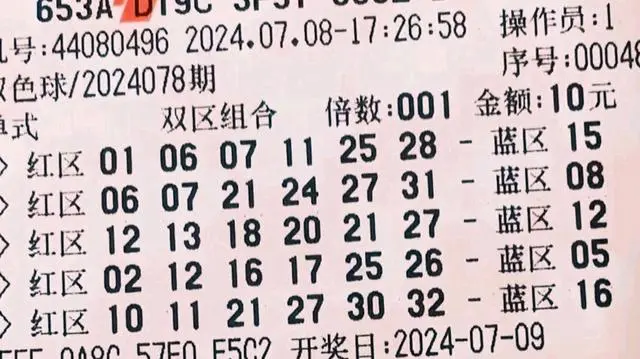 653A D19C
号:44080496 2024.07.08-17:26:58 操作员:1
色球/2024078期 序号:00048
单式 双区组合 倍数:001 金额:10元
> 红区 01 06 07 11 25 28 - 蓝区 15
> 红区 06 07 21 24 27 31 - 蓝区 08
> 红区 12 13 18 20 21 27 - 蓝区 12
> 红区 02 12 16 17 25 26 - 蓝区 05
> 红区 10 11 21 27 30 32 - 蓝区 16
0A8C 57E0 E5C2 开奖日:2024-07-09